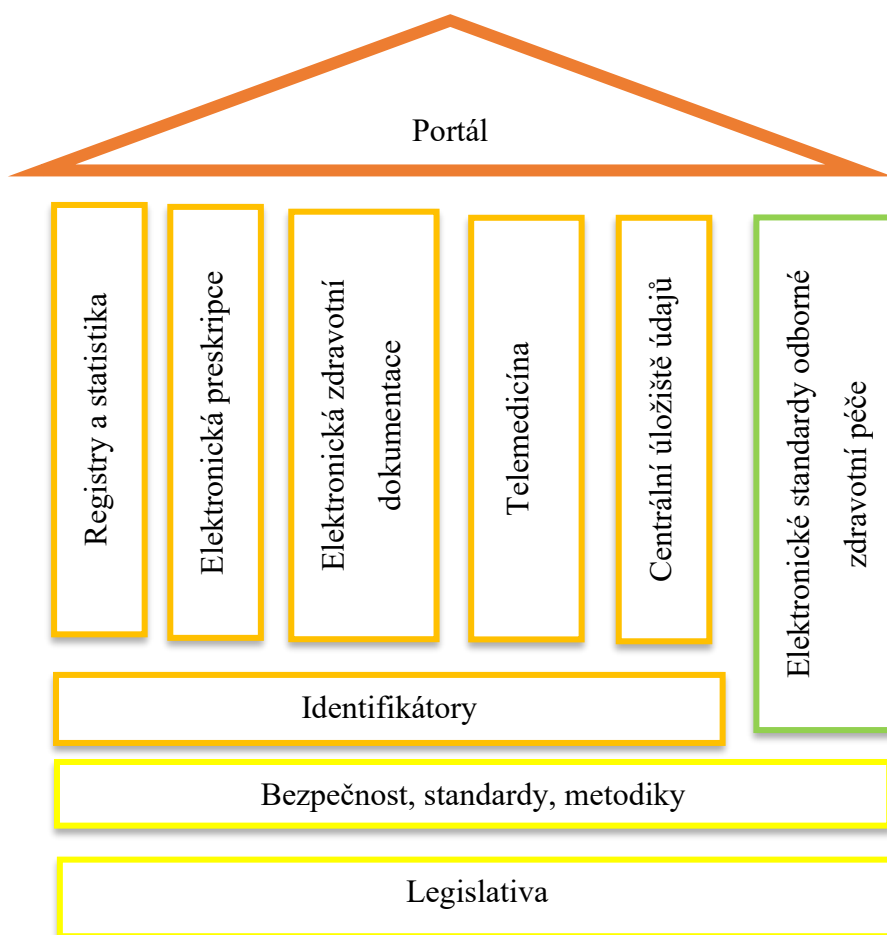 Portál
Registry a statistika
Elektronická preskripce
Elektronická zdravotní
dokumentace
Telemedicína
Centrální úložiště údajů
Elektronické standardy odborné
zdravotní péče
Identifikátory
Bezpečnost, standardy, metodiky
Legislativa